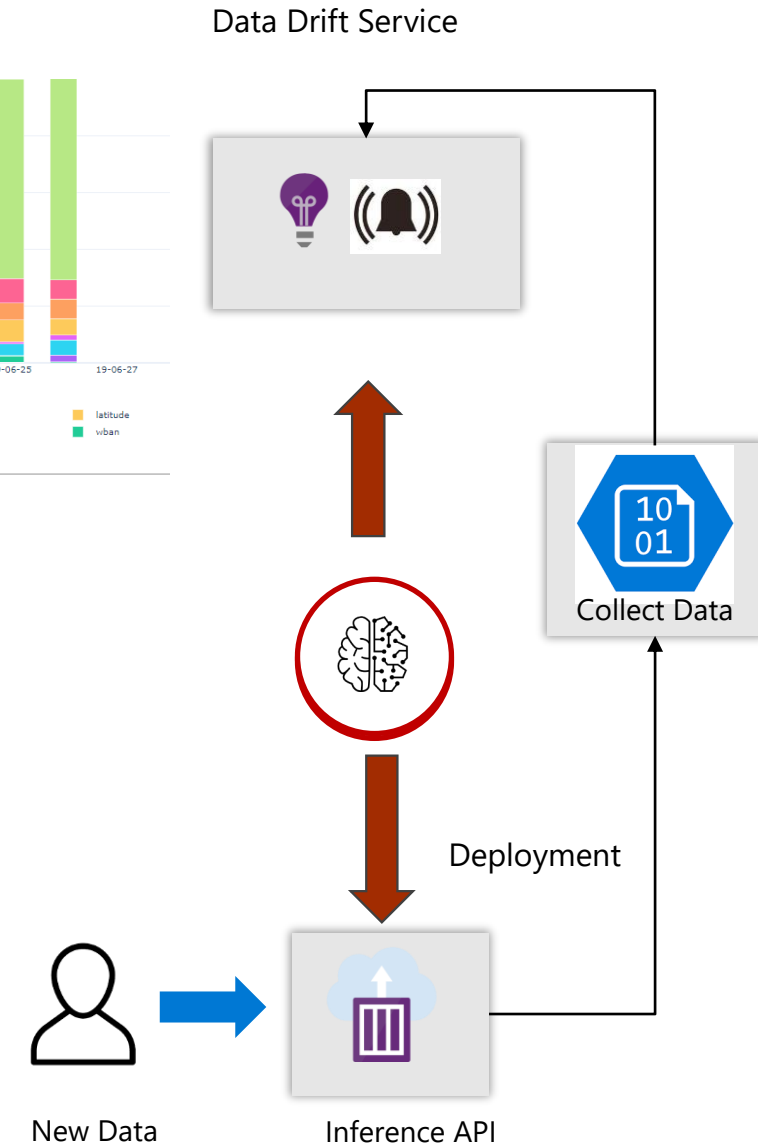 Data Drift Service
-06-25
19-06-27
latitude
wban
10
01
Collect Data
Deployment
New Data
Inference API